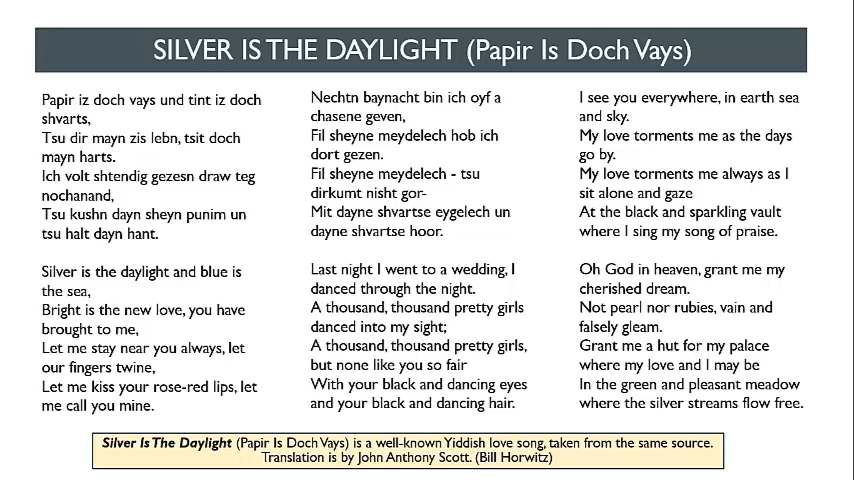 SILVER IS THE DAYLIGHT (Papir Is Doch Vays)
Papir iz doch vays und tint iz doch
shvarts,
Tsu dir mayn zis lebn, tsit doch
mayn harts.
Ich volt shtendig gezesn draw teg
nochanand,
Tsu kushn dayn sheyn punim un
tsu halt dayn hant.
Silver is the daylight and blue is
the sea,
Bright is the new love, you have
brought to me,
Let me stay near you always, let
our fingers twine,
Let me kiss your rose-red lips, let
me call you mine.
Nechtn baynacht bin ich oyf a
chasene geven,
Fil sheyne meydelech hob ich
dort gezen.
Fil sheyne meydelech - tsu
dirkumt nisht gor-
Mit dayne shvartse eygelech un
dayne shvartse hoor.
Last night I went to a wedding, I
danced through the night.
A thousand, thousand pretty girls
danced into my sight;
A thousand, thousand pretty girls,
but none like you so fair
With your black and dancing eyes
and your black and dancing hair.
I see you everywhere, in earth sea
and sky.
My love torments me as the days
go by.
My love torments me always as I
sit alone and gaze
At the black and sparkling vault
where I sing my song of praise.
Oh God in heaven, grant me my
cherished dream.
Not pearl nor rubies, vain and
falsely gleam.
Grant me a hut for my palace
where my love and I may be
In the green and pleasant meadow
where the silver streams flow free.
Silver Is The Daylight (Papir Is Doch Vays) is a well-known Yiddish love song, taken from the same source.
Translation is by John Anthony Scott. (Bill Horwitz)